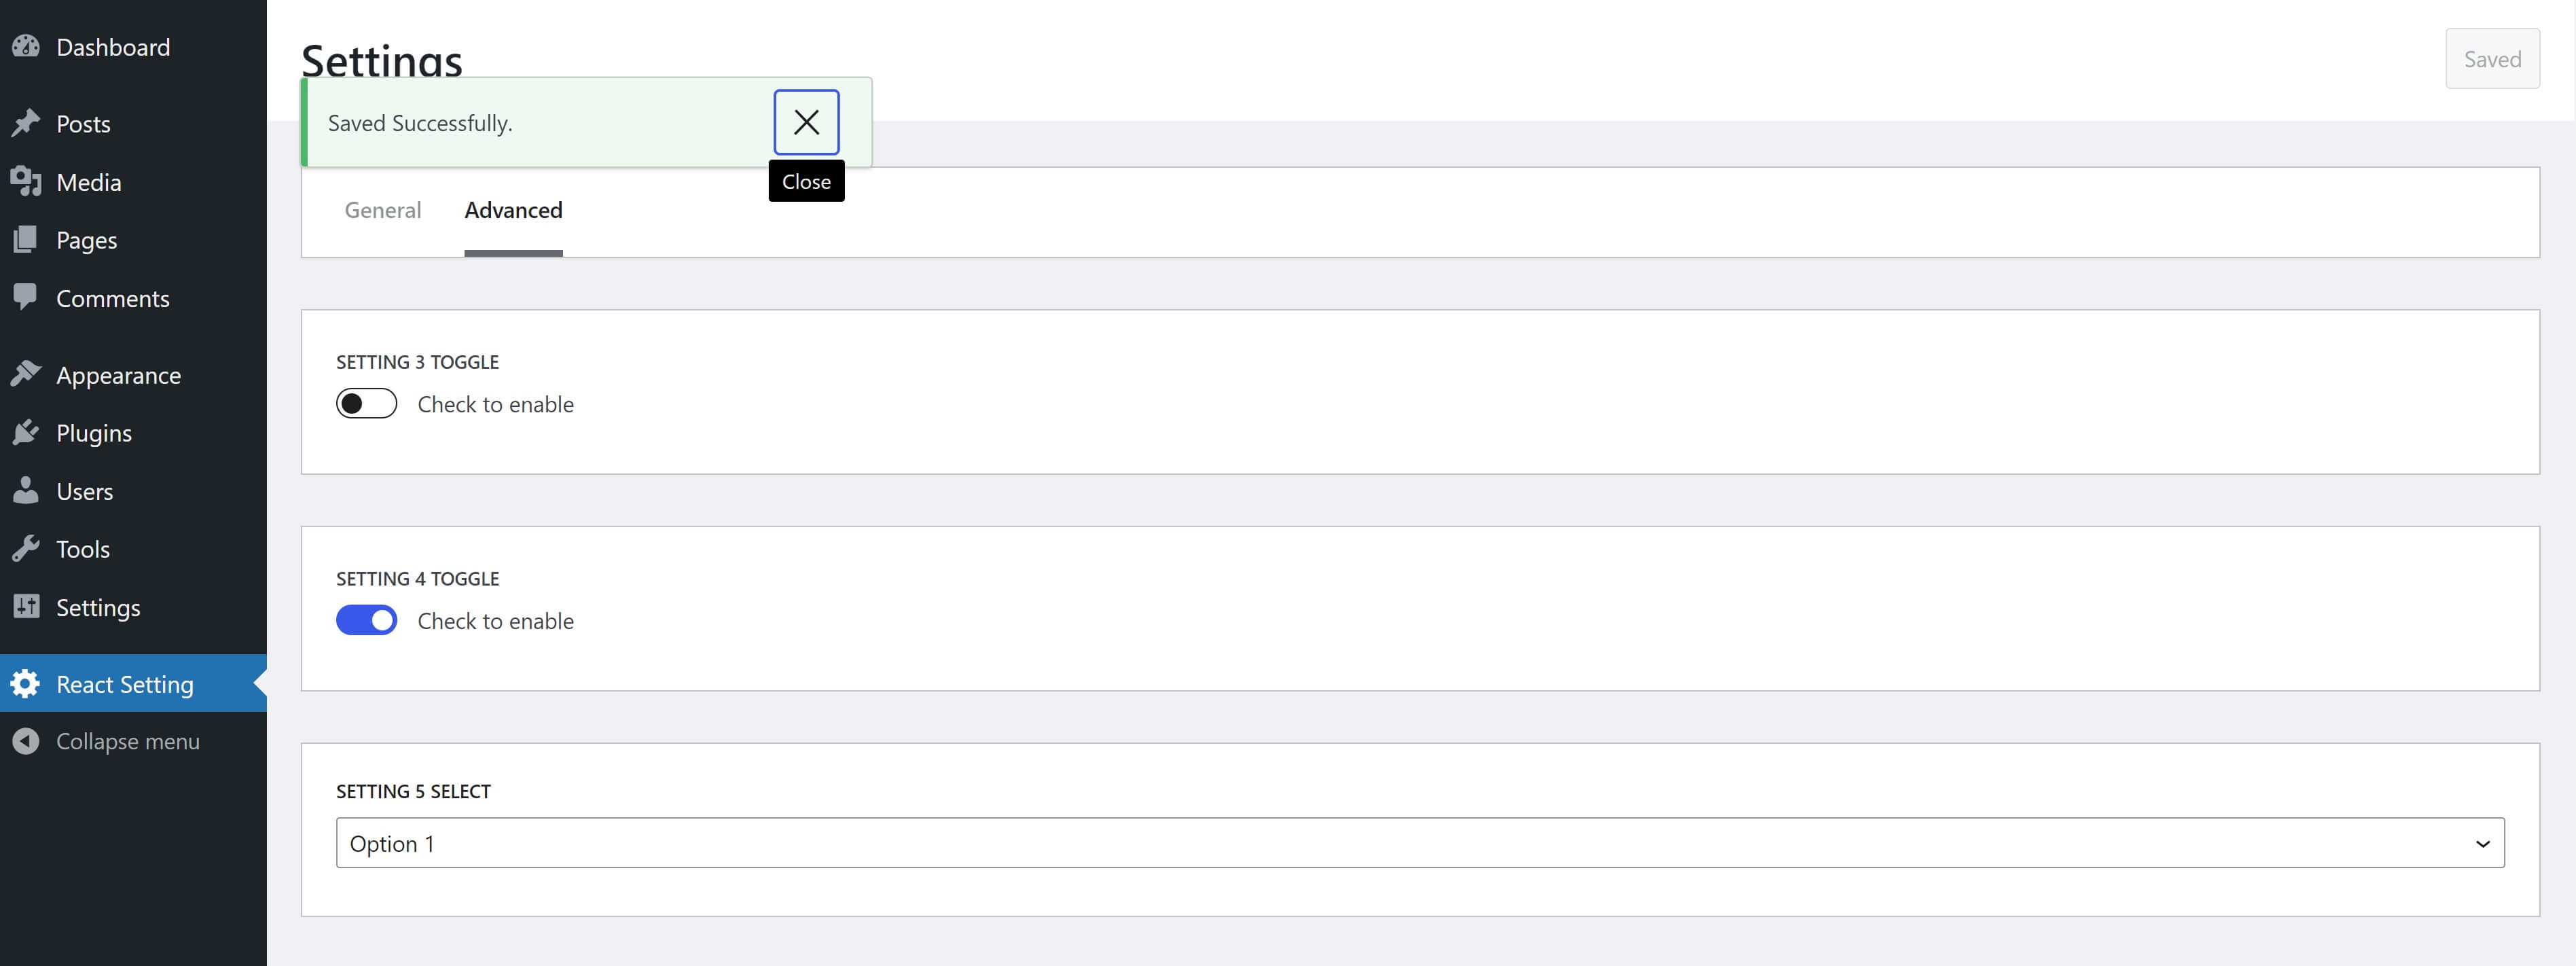 Dashboard
Posts
Media
Pages
Comments
Appearance
Plugins
Users
Tools
Settings
React Setting
Collapse menu
Settings
Saved
Saved Successfully.
Close
General
Advanced
SETTING 3 TOGGLE
Check to enable
SETTING 4 TOGGLE
Check to enable
SETTING 5 SELECT
Option 1